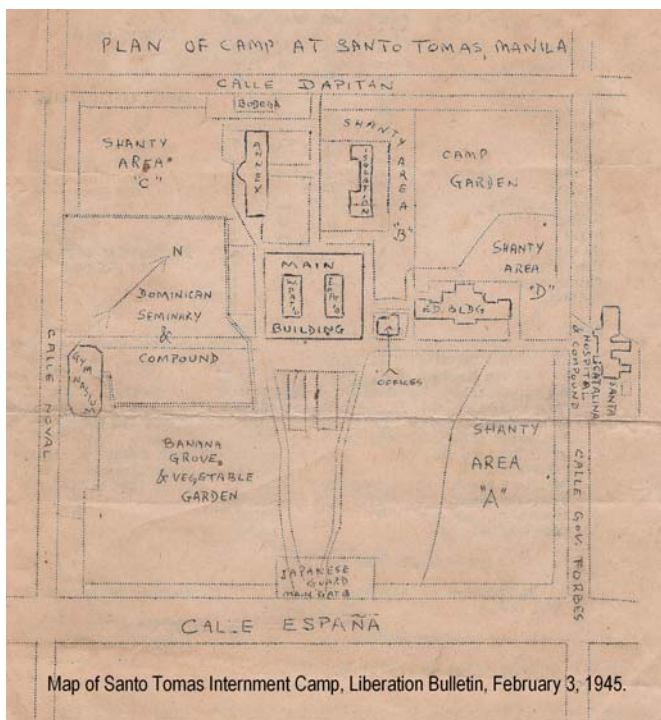 PLAN OF CAMP AT SANTO TOMAS, MANILA
CALLE DAPITAN
BODEGA
SHANTY
AREA
"C"
ANNEX
SHANTY
AREA
"B"
ISOLATION
CAMP
GARDEN
SHANTY
AREA
"D"
N
DOMINICAN
SEMINARY
&
COMPOUND
MAIN
BUILDING
ED. BLDG
OFFICES
SANTA
CATALINA
HOSPITAL
& COMPOUND
CALLE NOVAL
BANANA
GROVE,
& VEGETABLE
GARDEN
SHANTY
AREA
"A"
CALLE GOV. FORBES
JAPANESE
GUARD
MAIN GATE
CALLE ESPAÑA
Map of Santo Tomas Internment Camp, Liberation Bulletin, February 3, 1945.